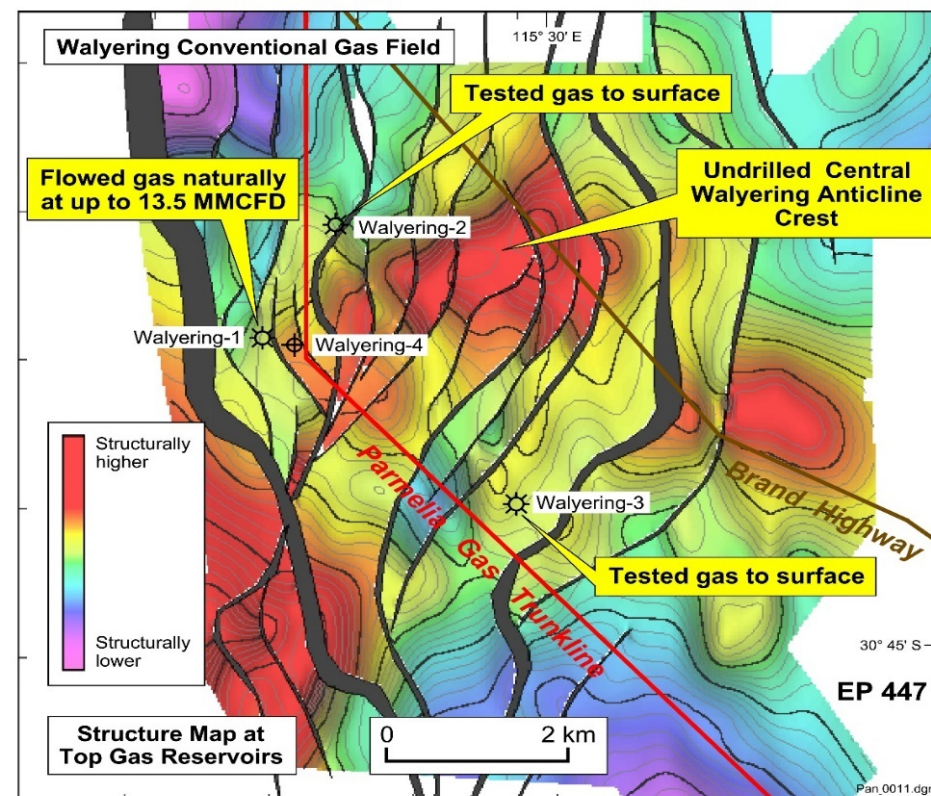 Walyering Conventional Gas Field
115° 30' E
Tested gas to surface
Flowed gas naturally
at up to 13.5 MMCFD
Undrilled Central
Walyering Anticline
Crest
Walyering-2
Walyering-1
Walyering-4
Structurally
higher
Structurally
lower
Parmelia Gas Trunkline
Walyering-3
Brand Highway
Tested gas to surface
30° 45' S
EP 447
Structure Map at
Top Gas Reservoirs
0 2 km
Pan_0011.dgn